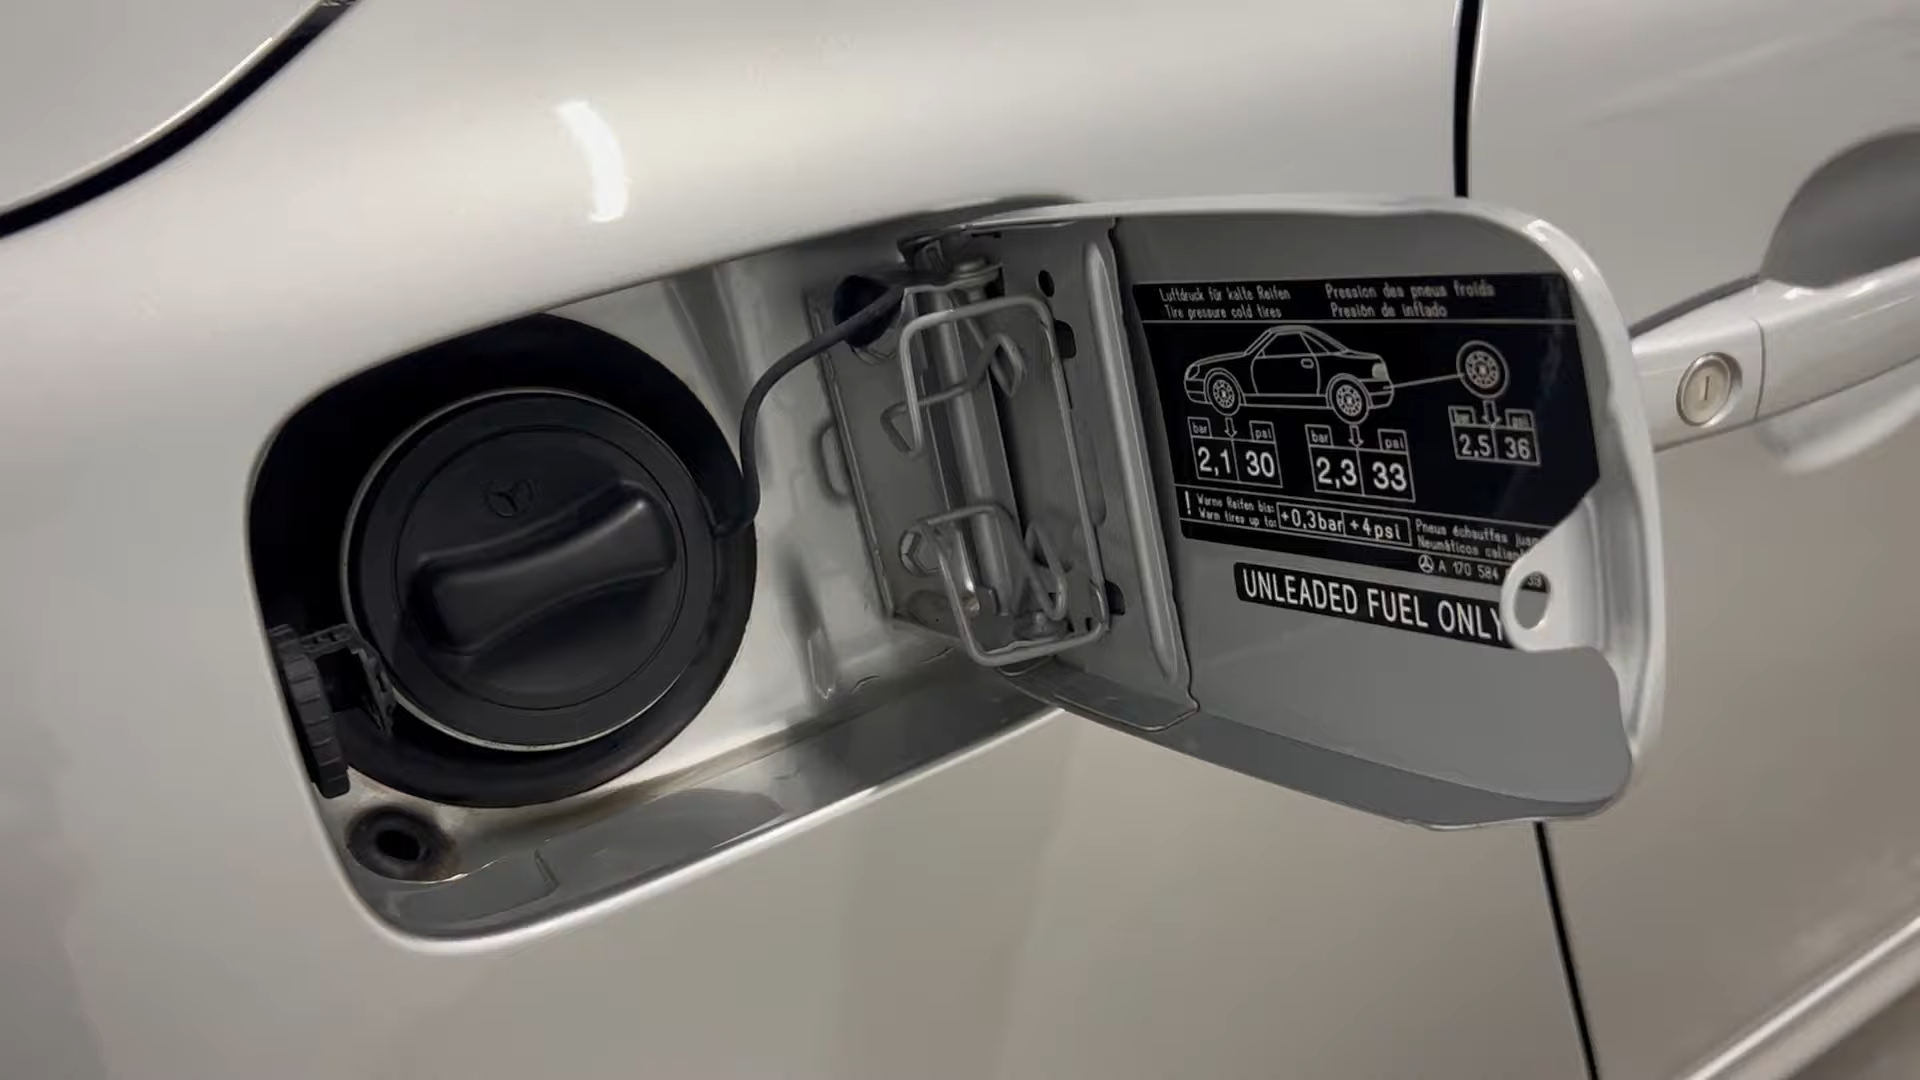 Luftdruck für kalte Reifen
Tire pressure cold tires
Pression des pneus froids
Presión de inflado
bar psi
2,1 30
bar psi
2,3 33
bar psi
2,5 36
! Warme Reifen bis:
Warm tires up to:
+0,3bar +4psi
Pneus échauffés
Neumáticos
A 170 584
UNLEADED FUEL ONLY